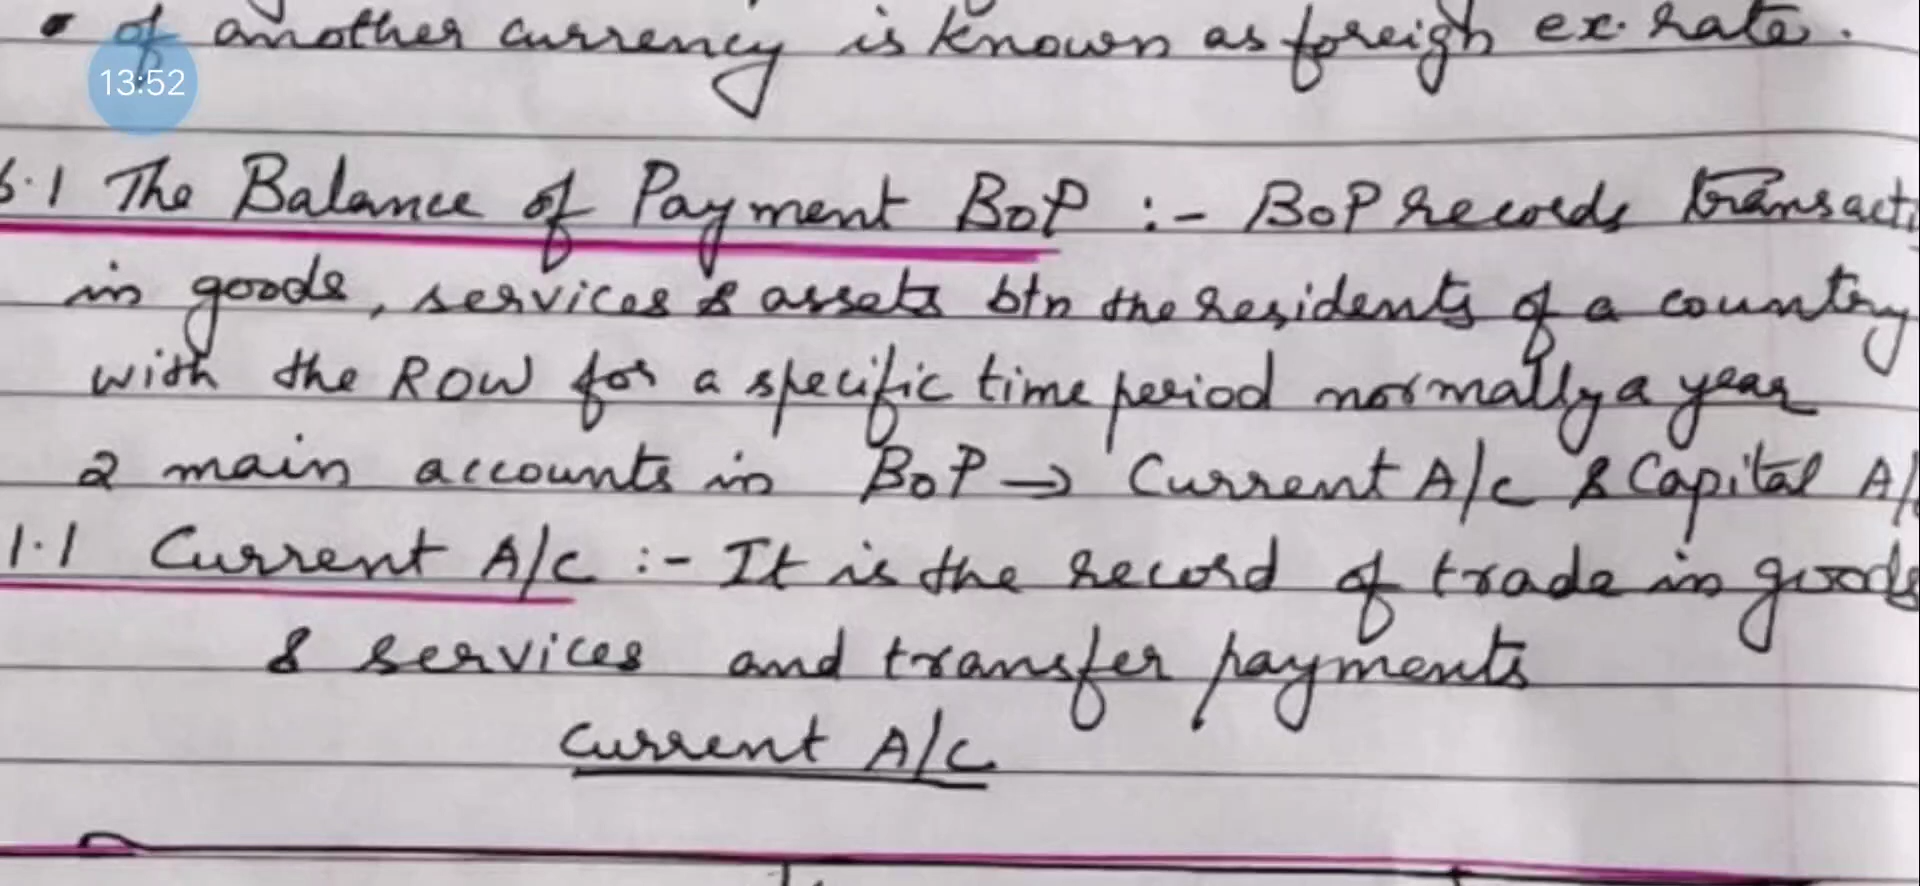 of another currency is known as foreign ex. rate.
13:52
6.1 The Balance of Payment BoP :- BoP records transacti
in goods, services & assets btn the residents of a country
with the ROW for a specific time period normally a year
2 main accounts in BoP → Current A/c & Capital A/c
1.1 Current A/c :- It is the record of trade in goods
& services and transfer payments
Current A/C